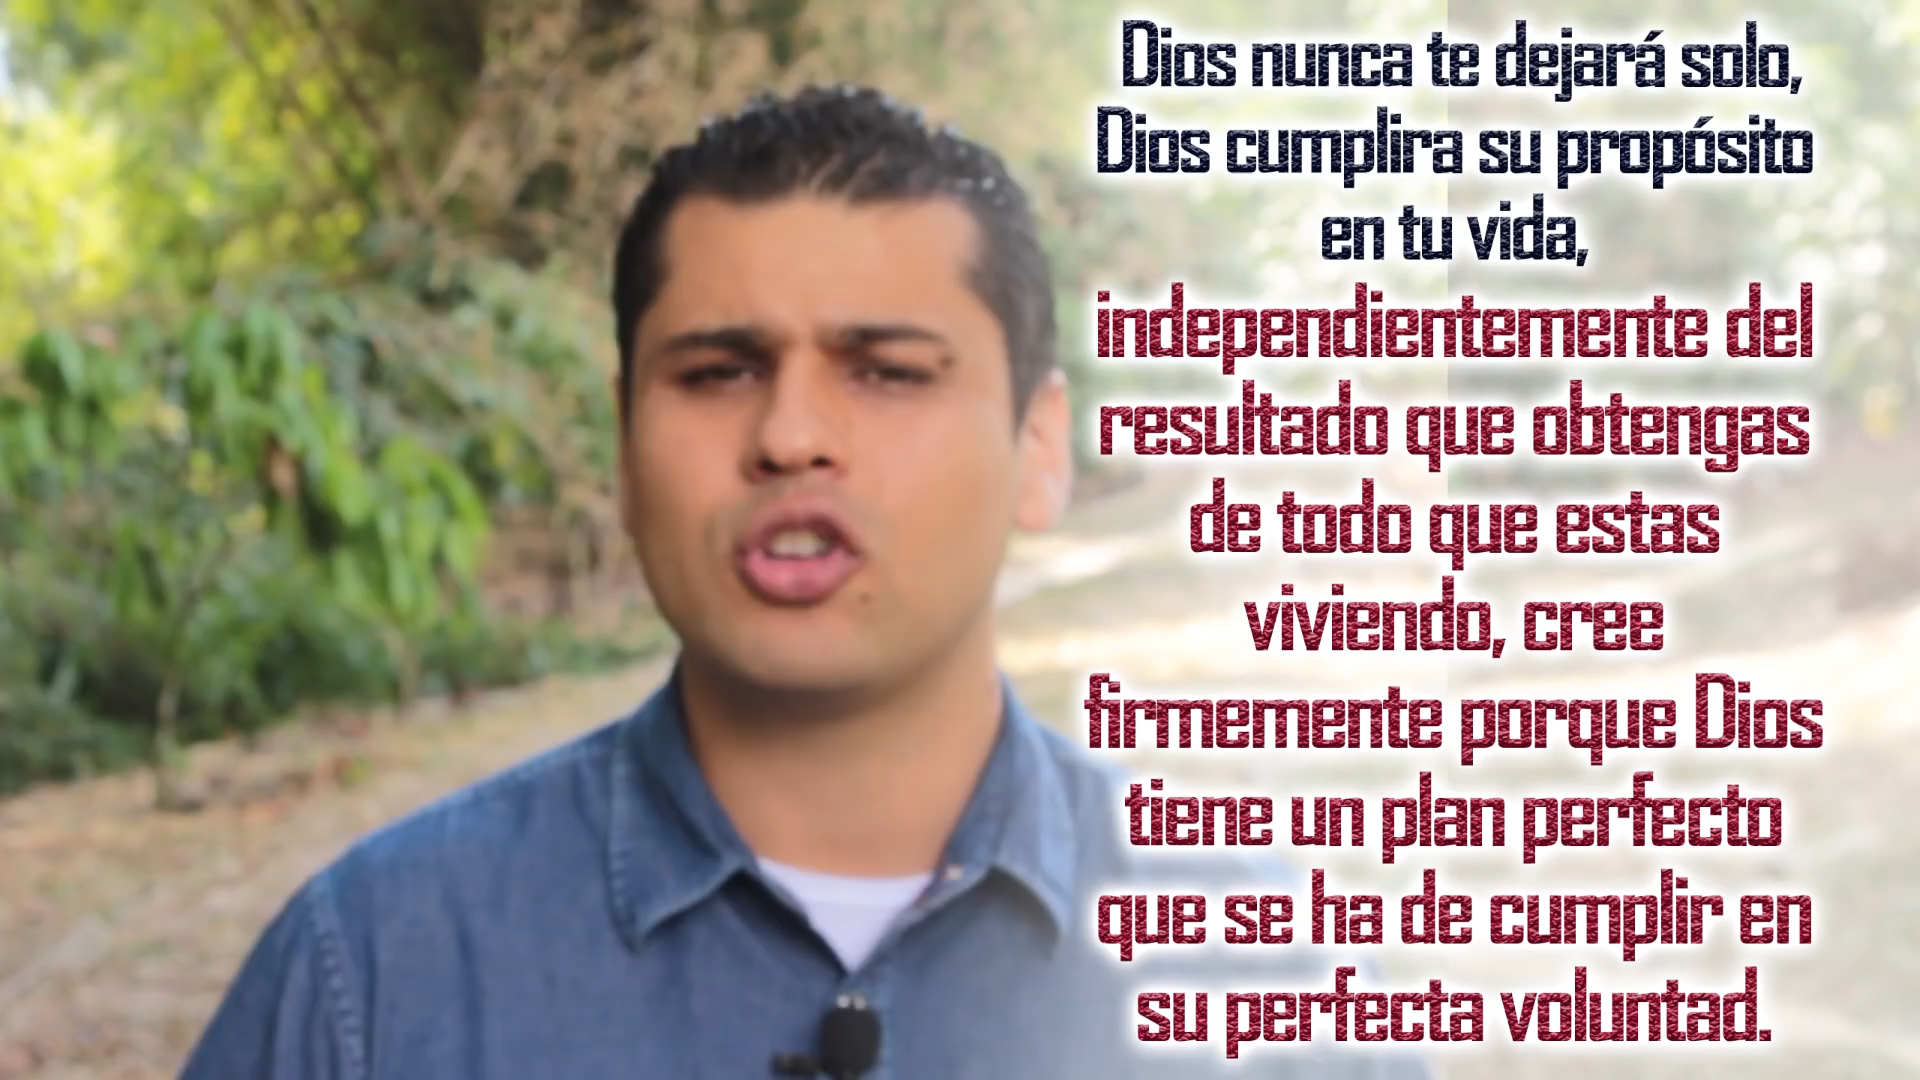 Dios nunca te dejará solo,
Dios cumplira su propósito
en tu vida,
independientemente del
resultado que obtengas
de todo que estas
viviendo, cree
firmemente porque Dios
tiene un plan perfecto
que se ha de cumplir en
su perfecta voluntad.